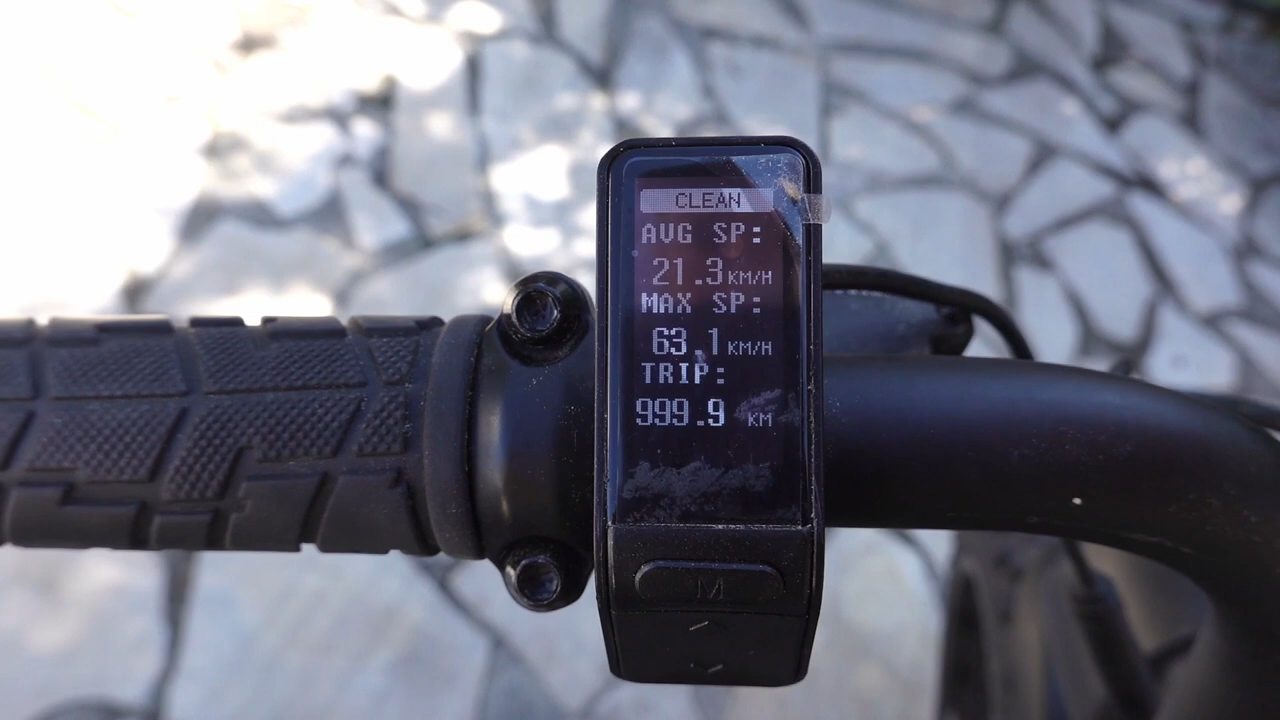 CLEAN
AVG SP:
21.3 KM/H
MAX SP:
63.1 KM/H
TRIP:
999.9 KM
M